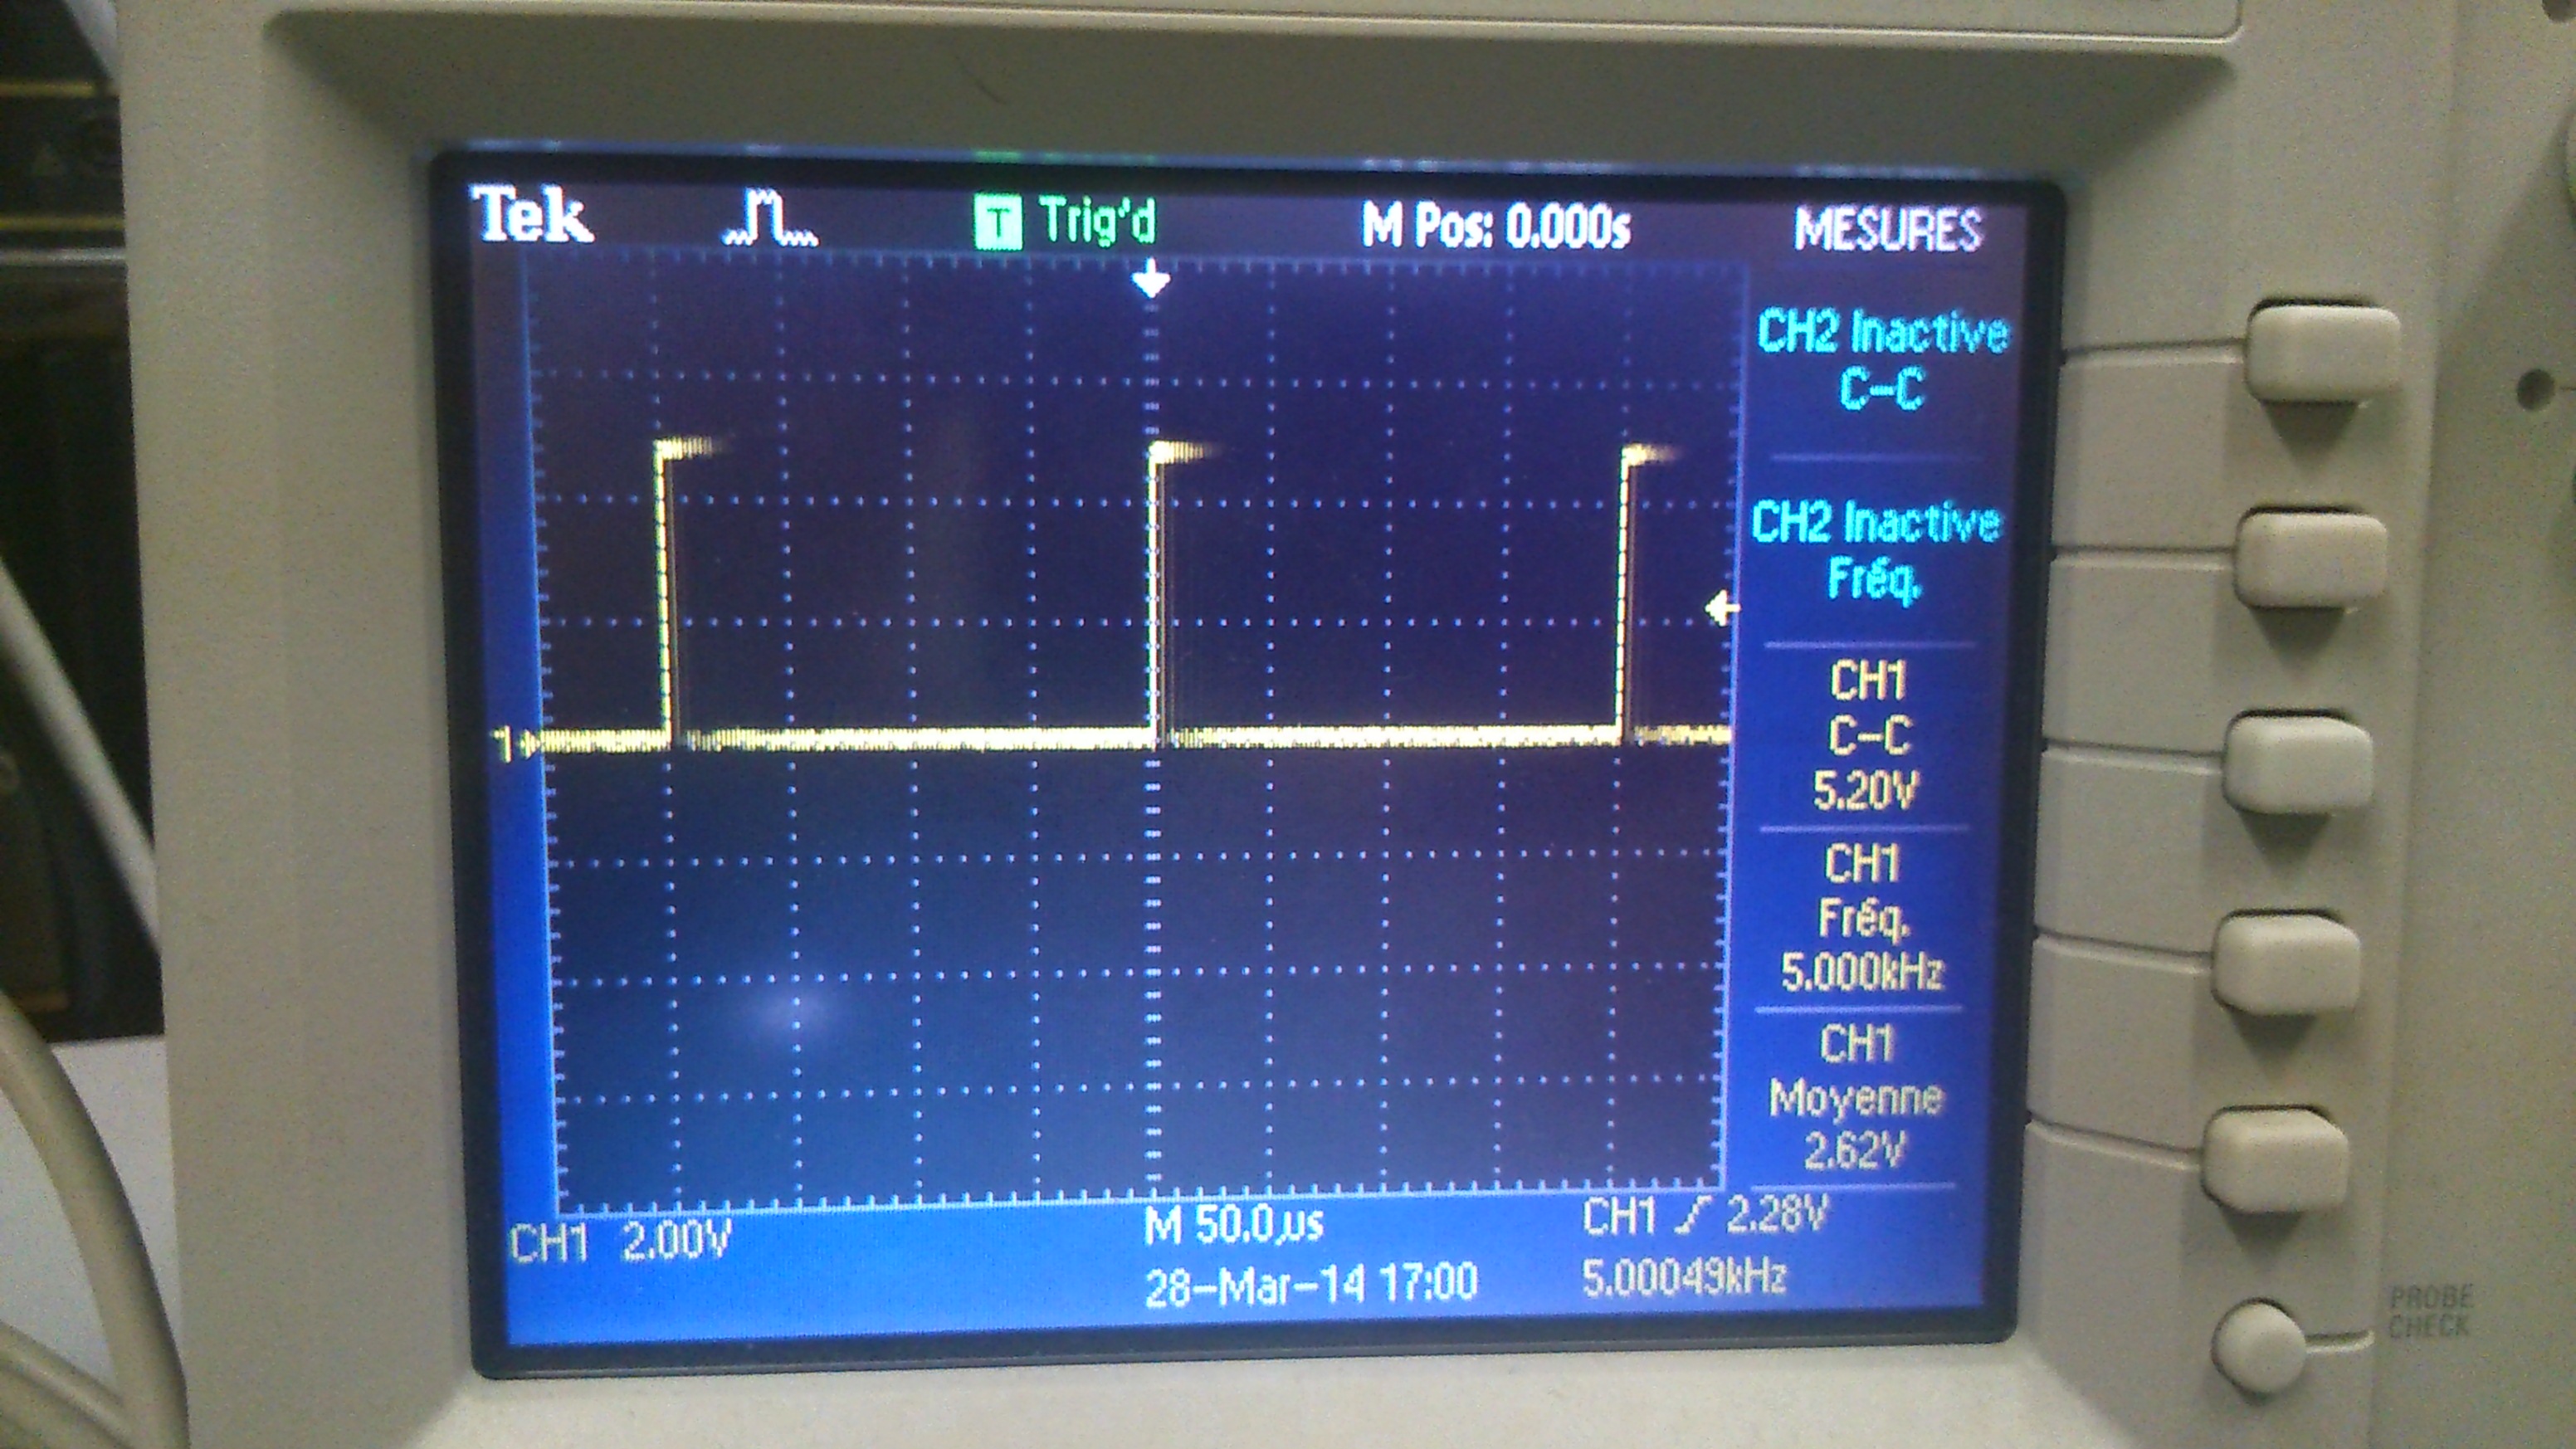 Tek T Trig'd M Pos: 0.000s MESURES
CH2 Inactive
C-C
CH2 Inactive
Fréq.
1
CH1
C-C
5.20V
CH1
Fréq.
5.000kHz
CH1
Moyenne
2.62V
CH1 2.00V M 50.0µs CH1 2.28V
28-Mar-14 17:00 5.00049kHz
PROBE
CHECK